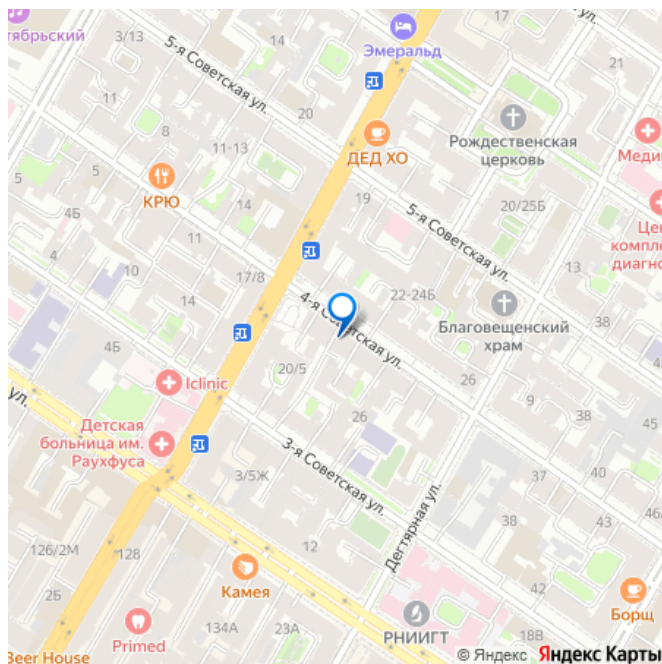 тябрьский
3/13
14
Эмеральд
21
5-я Советская ул.
11
20
8
ДЕД ХО
Рождественская
церковь
Меди
11-13
5
5
КРЮ
14
19
5-я Советская ул.
20/25Б
Це
компле
диагно
4Б
11
10
17/8
13
14
22-24Б
4-я Советская ул.
Благовещенский
храм
38
4Б
Iclinic
20/5
26
45
ул.
9
Детская
больница им.
Раухфуса
26
38
3-я Советская ул.
3/5Ж
37
40
Дегтярная ул.
38
43
46
126/2М
128
12
42
2Б
Камея
РНИИГТ
Борщ
Primed
134А
23А
18В
Beer House
© Яндекс Яндекс Карты